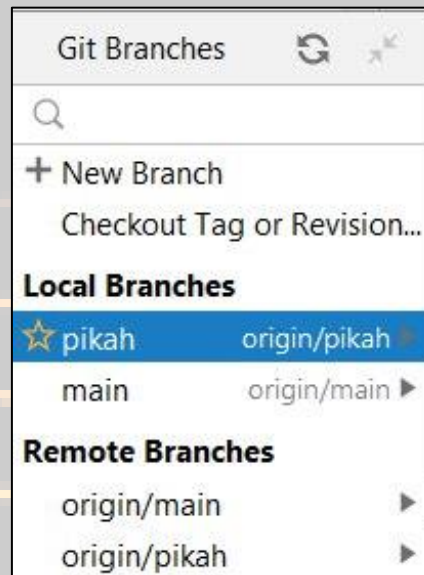 Git Branches
+ New Branch
Checkout Tag or Revision...
Local Branches
pikah origin/pikah
main origin/main
Remote Branches
origin/main
origin/pikah